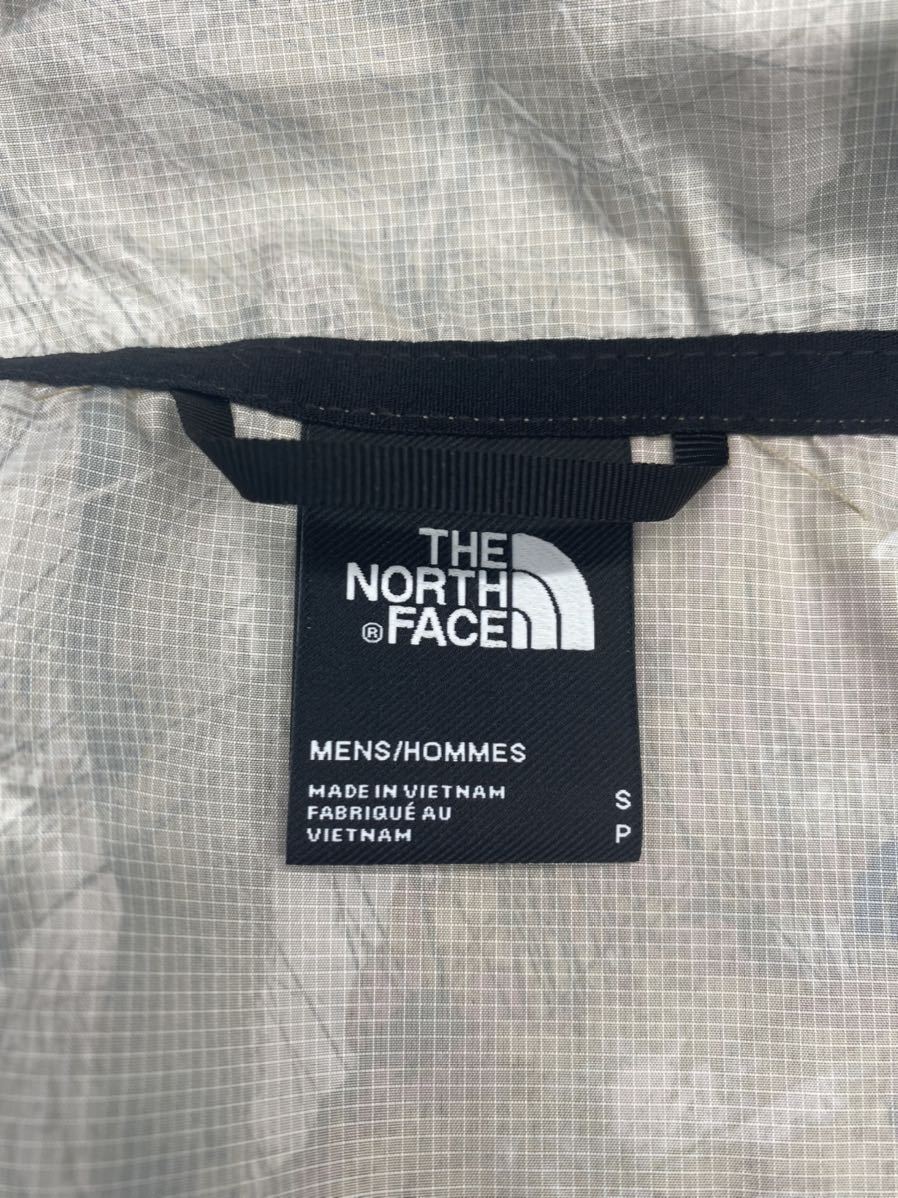 THE
NORTH
® FACE
MENS/HOMMES
MADE IN VIETNAM
FABRIQUÉ AU
VIETNAM
S
P